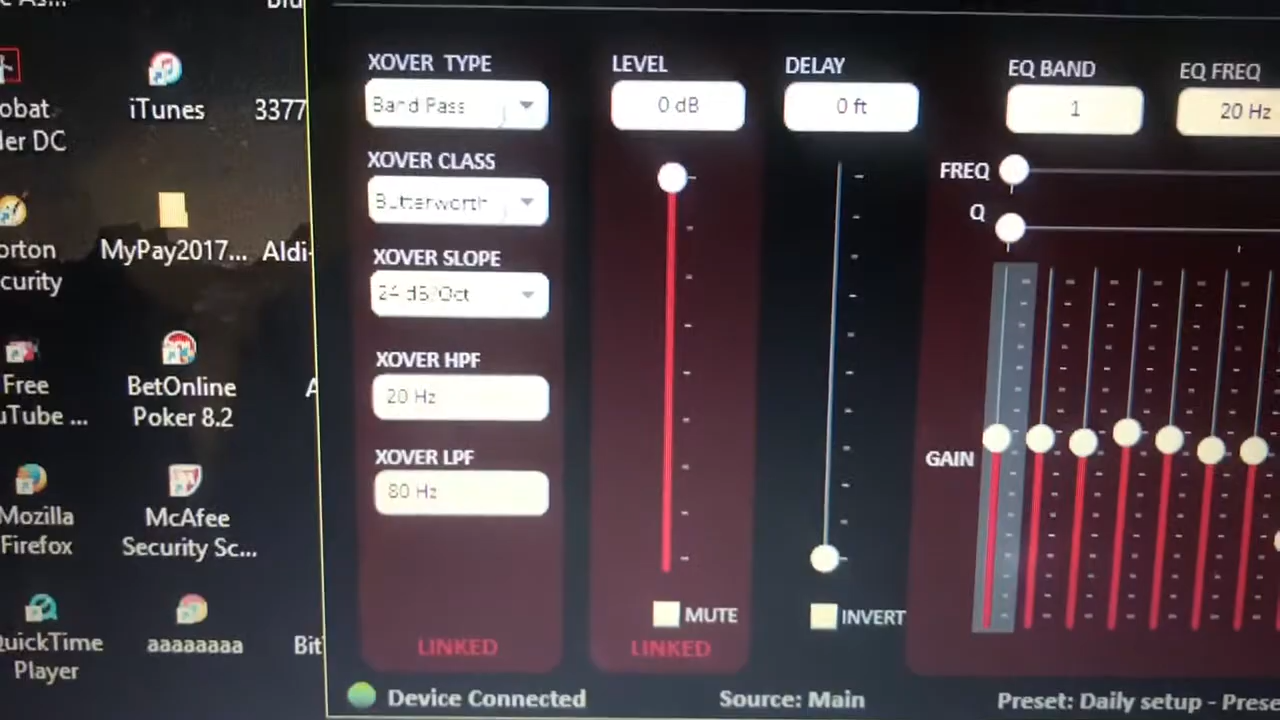 obat
ler DC
iTunes
3377
orton
curity
MyPay2017...
Aldi-
Free
uTube ...
BetOnline
Poker 8.2
A
Mozilla
Firefox
McAfee
Security Sc...
QuickTime
Player
aaaaaaaa
Bit
XOVER TYPE
Band Pass
XOVER CLASS
Butterworth
XOVER SLOPE
24 dB/Oct
XOVER HPF
20 Hz
XOVER LPF
80 Hz
LINKED
LEVEL
0 dB
MUTE
LINKED
DELAY
0 ft
INVERT
EQ BAND
1
EQ FREQ
20 Hz
FREQ
Q
GAIN
Device Connected
Source: Main
Preset: Daily setup - Prese